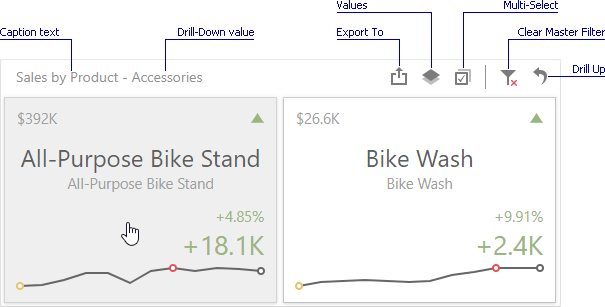 Values
Multi-Select
Caption text
Drill-Down value
Export To
Clear Master Filter
Drill Up
Sales by Product - Accessories
$392K
All-Purpose Bike Stand
All-Purpose Bike Stand
+4.85%
+18.1K
$26.6K
Bike Wash
Bike Wash
+9.91%
+2.4K